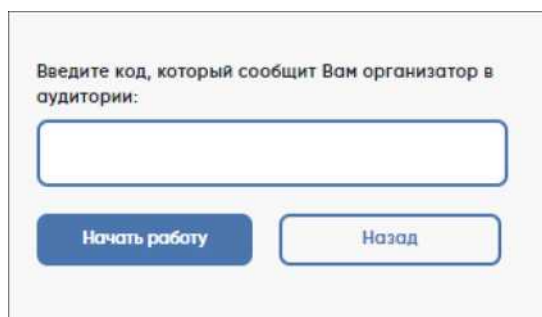 Введите код, который сообщит Вам организатор в
аудитории:
Начать работу
Назад